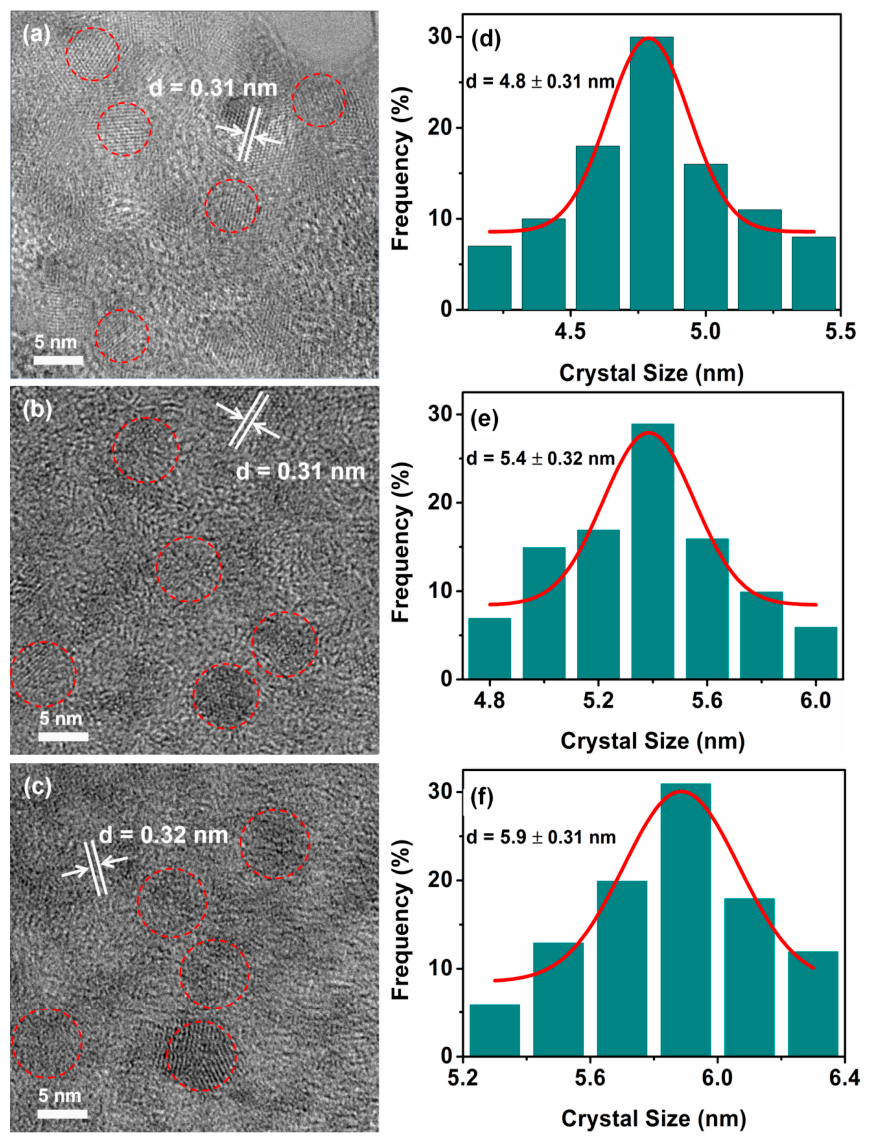 (a)
d = 0.31 nm
5 nm
(d)
d = 4.8 ± 0.31 nm
Frequency (%)
30
20
10
0
4.5 5.0 5.5
Crystal Size (nm)
(b)
d = 0.31 nm
5 nm
(e)
d = 5.4 ± 0.32 nm
Frequency (%)
30
20
10
0
4.8 5.2 5.6 6.0
Crystal Size (nm)
(c)
d = 0.32 nm
5 nm
(f)
d = 5.9 ± 0.31 nm
Frequency (%)
30
20
10
0
5.2 5.6 6.0 6.4
Crystal Size (nm)